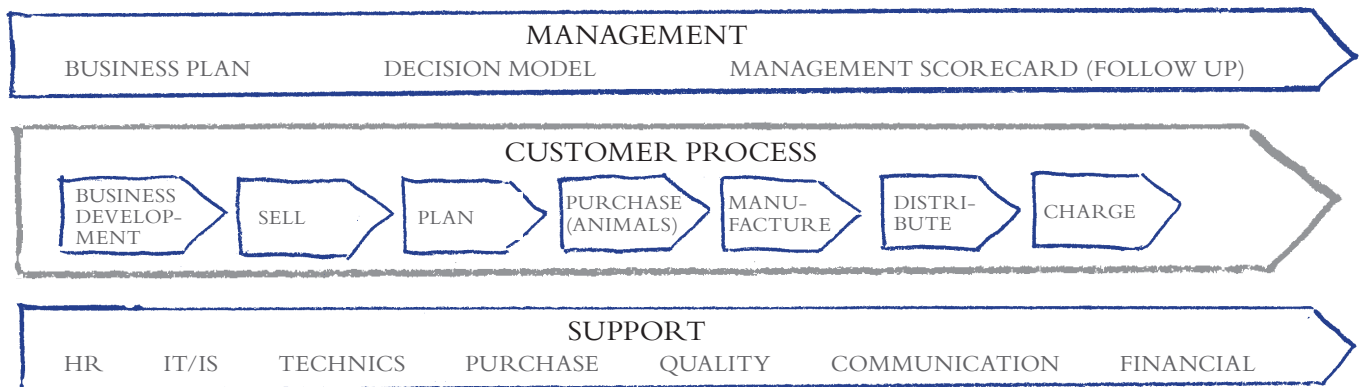 MANAGEMENT
BUSINESS PLAN DECISION MODEL MANAGEMENT SCORECARD (FOLLOW UP)
CUSTOMER PROCESS
BUSINESS
DEVELOP-
MENT
SELL
PLAN
PURCHASE
(ANIMALS)
MANU-
FACTURE
DISTRI-
BUTE
CHARGE
SUPPORT
HR IT/IS TECHNICS PURCHASE QUALITY COMMUNICATION FINANCIAL